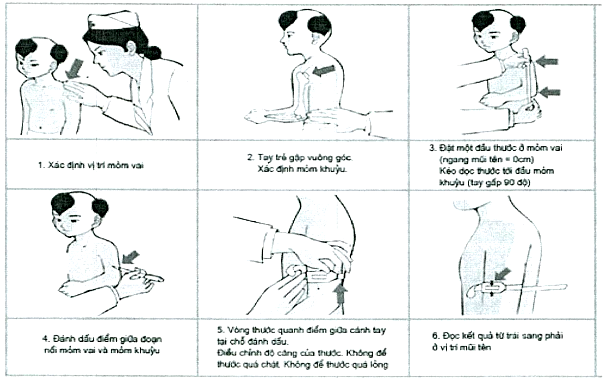 1. Xác định vị trí mỏm vai
2. Tay trẻ gập vuông góc.
Xác định mỏm khuỷu.
3. Đặt một đầu thước ở mỏm vai
(ngang mũi tên = 0cm)
Kéo dọc thước tới đầu mỏm
khuỷu (tay gấp 90 độ)
4. Đánh dấu điểm giữa đoạn
nối mỏm vai và mỏm khuỷu
5. Vòng thước quanh điểm giữa cánh tay
tại chỗ đánh dấu.
Điều chỉnh độ căng của thước. Không để
thước quá chặt. Không để thước quá lỏng
6. Đọc kết quả từ trái sang phải
ở vị trí mũi tên